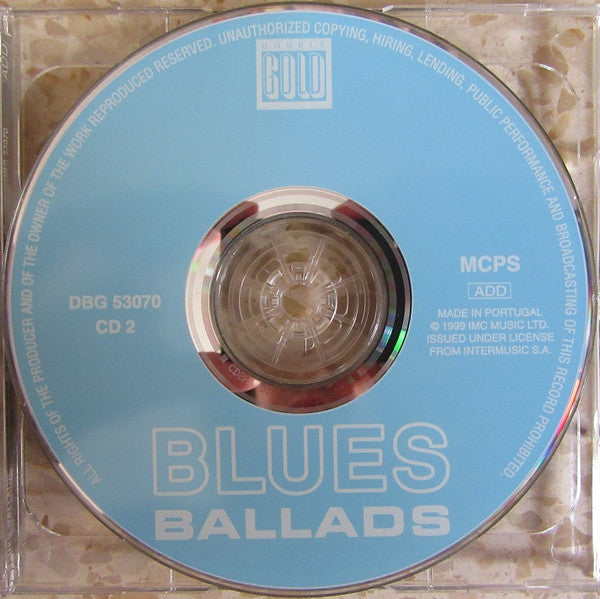 ALL RIGHTS OF THE PRODUCER AND OF THE OWNER OF THE WORK REPRODUCED RESERVED. UNAUTHORIZED COPYING, HIRING, LENDING, PUBLIC PERFORMANCE AND BROADCASTING OF THIS RECORD PROHIBITED.
DOUBLE
GOLD
DBG 53070
CD 2
MCPS
ADD
MADE IN PORTUGAL
© 1999 IMC MUSIC LTD.
ISSUED UNDER LICENSE
FROM INTERMUSIC S.A.
BLUES
BALLADS